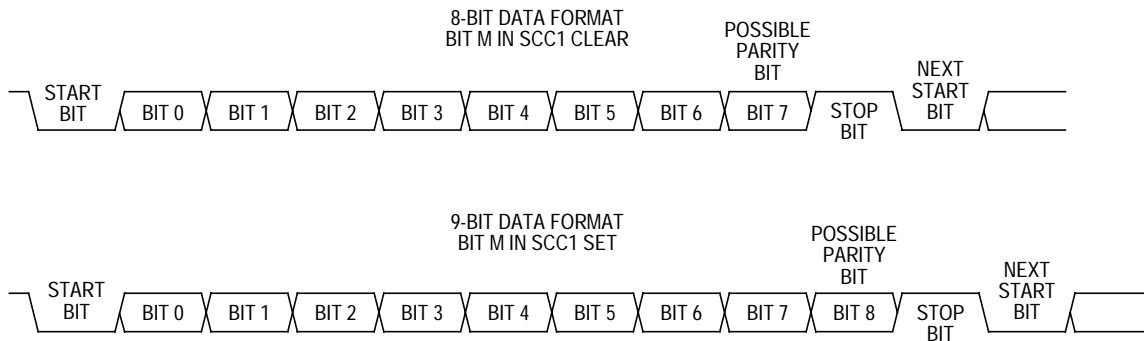 8-BIT DATA FORMAT
BIT M IN SCC1 CLEAR
POSSIBLE
PARITY
BIT
NEXT
START
BIT
START
BIT
BIT 0
BIT 1
BIT 2
BIT 3
BIT 4
BIT 5
BIT 6
BIT 7
STOP
BIT
9-BIT DATA FORMAT
BIT M IN SCC1 SET
POSSIBLE
PARITY
BIT
NEXT
START
BIT
START
BIT
BIT 0
BIT 1
BIT 2
BIT 3
BIT 4
BIT 5
BIT 6
BIT 7
BIT 8
STOP
BIT